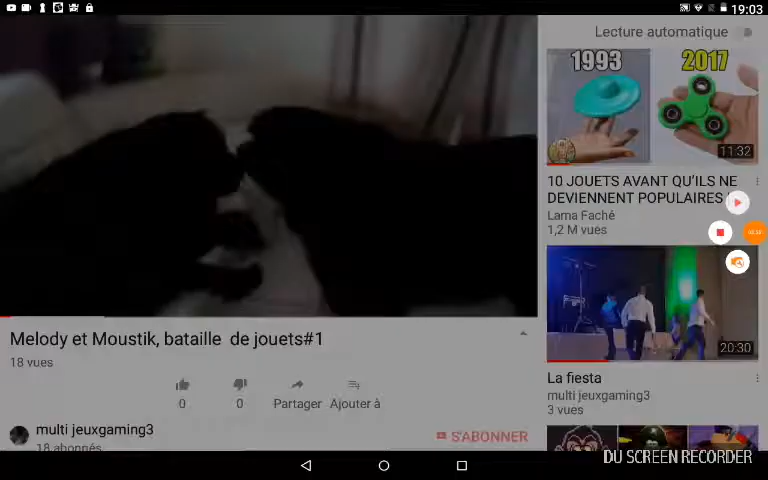 19:03
Lecture automatique
1993
2017
11:32
10 JOUETS AVANT QU'ILS NE
DEVIENNENT POPULAIRES
Lama Faché
1,2 M vues
20:30
Melody et Moustik, bataille de jouets#1
18 vues
0
0
Partager
Ajouter à
La fiesta
multi jeuxgaming3
3 vues
multi jeuxgaming3
18 abonnés
S'ABONNER
DU SCREEN RECORDER